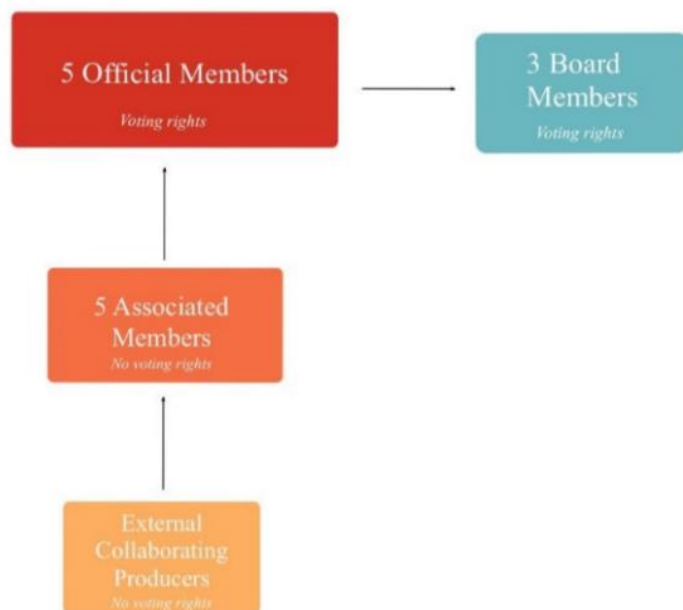 5 Official Members
Voting rights
3 Board
Members
Voting rights
5 Associated
Members
No voting rights
External
Collaborating
Producers
No voting rights